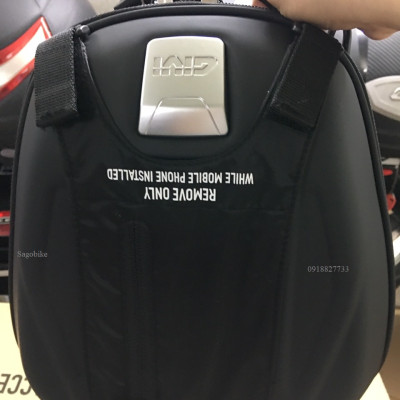 GIVI
REMOVE ONLY
WHILE MOBILE PHONE INSTALLED
Sagobike
0918827733